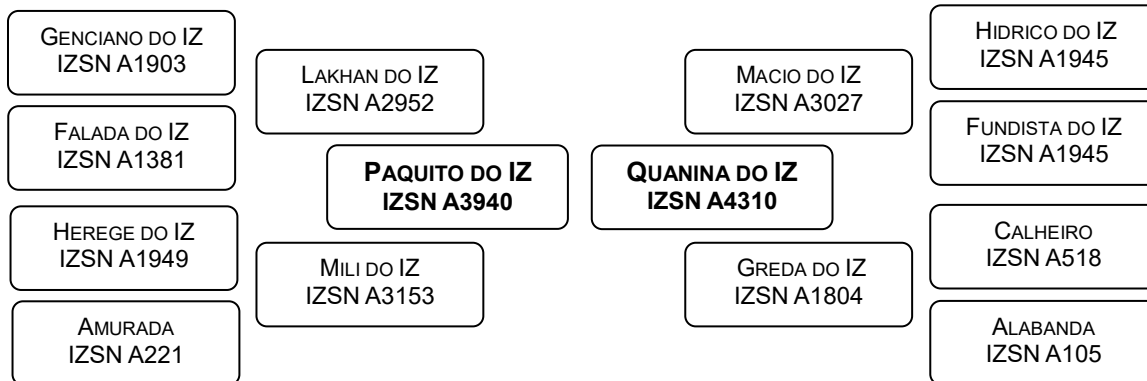 GENCIANO DO IZ
IZSN A1903
FALADA DO IZ
IZSN A1381
HEREGE DO IZ
IZSN A1949
AMURADA
IZSN A221
LAKHAN DO IZ
IZSN A2952
MILI DO IZ
IZSN A3153
PAQUITO DO IZ
IZSN A3940
QUANINA DO IZ
IZSN A4310
MACIO DO IZ
IZSN A3027
GREDA DO IZ
IZSN A1804
HIDRICO DO IZ
IZSN A1945
FUNDISTA DO IZ
IZSN A1945
CALHEIRO
IZSN A518
ALABANDA
IZSN A105